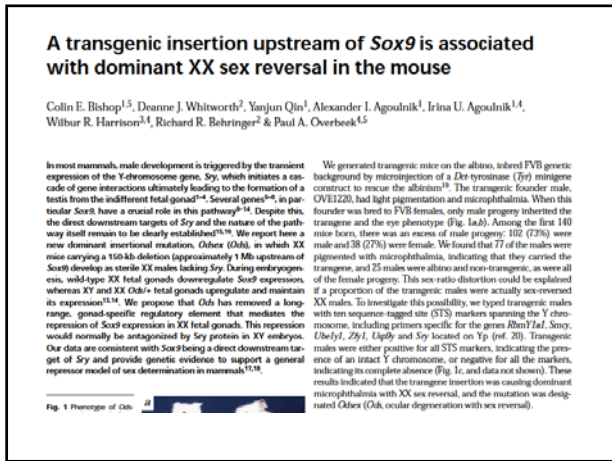 A transgenic insertion upstream of Sox9 is associated
with dominant XX sex reversal in the mouse
Colin E. Bishop1,5, Deanne J. Whitworth2, Yanjun Qin1, Alexander I. Agoulnik1, Irina U. Agoulnik1,4,
Wilbur R. Harrison3,4, Richard R. Behringer2 & Paul A. Overbeek4,5
In most mammals, male development is triggered by the transient
expression of the Y-chromosome gene, Sry, which initiates a cas-
cade of gene interactions ultimately leading to the formation of a
testis from the indifferent fetal gonad1–4. Several genes5–8, in par-
ticular Sox9, have a crucial role in this pathway9–14. Despite this,
the direct downstream targets of Sry and the nature of the path-
way itself remain to be clearly established15,16. We report here a
new dominant insertional mutation, Odsex (Ods), in which XX
mice carrying a 150-kb deletion (approximately 1 Mb upstream of
Sox9) develop as sterile XX males lacking Sry. During embryogen-
esis, wild-type XX fetal gonads downregulate Sox9 expression,
whereas XY and XX Ods/+ fetal gonads upregulate and maintain
its expression13,14. We propose that Ods has removed a long-
range, gonad-specific regulatory element that mediates the
repression of Sox9 expression in XX fetal gonads. This repression
would normally be antagonized by Sry protein in XY embryos.
Our data are consistent with Sox9 being a direct downstream tar-
get of Sry and provide genetic evidence to support a general
repressor model of sex determination in mammals17,18.
Fig. 1 Phenotype of Ods-
a
We generated transgenic mice on the albino, inbred FVB genetic
background by microinjection of a Dct-tyrosinase (Tyr) minigene
construct to rescue the albinism19. The transgenic founder male,
OVE1220, had light pigmentation and microphthalmia. When this
founder was bred to FVB females, only male progeny inherited the
transgene and the eye phenotype (Fig. 1a,b). Among the first 140
mice born, there was an excess of male progeny: 102 (73%) were
male and 38 (27%) were female. We found that 77 of the males were
pigmented with microphthalmia, indicating that they carried the
transgene, and 25 males were albino and non-transgenic, as were all
of the female progeny. This sex-ratio distortion could be explained
if a proportion of the transgenic males were actually sex-reversed
XX males. To investigate this possibility, we typed transgenic males
with ten sequence-tagged site (STS) markers spanning the Y chro-
mosome, including primers specific for the genes Rbm Y1a1, Smcy,
Ube1y1, Zfy1, Usp9y and Sry located on Yp (ref. 20). Transgenic
males were either positive for all STS markers, indicating the pres-
ence of an intact Y chromosome, or negative for all the markers,
indicating its complete absence (Fig. 1c, and data not shown). These
results indicated that the transgene insertion was causing dominant
microphthalmia with XX sex reversal, and the mutation was desig-
nated Odsex (Ods, ocular degeneration with sex reversal).